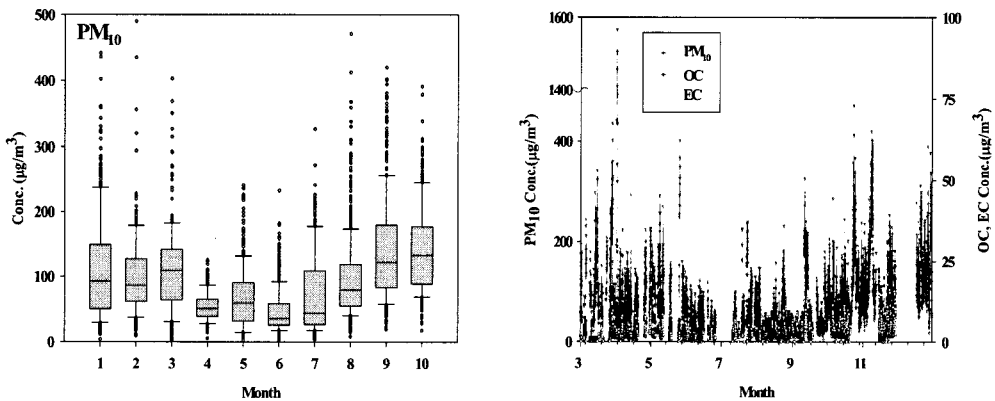 PM10
500
400
300
200
100
0
Conc. (µg/m3)
1 2 3 4 5 6 7 8 9 10
Month
1600
1400
400
200
0
PM10 Conc.(µg/m3)
PM10
OC
EC
100
75
50
25
0
OC, EC Conc.(µg/m3)
3 5 7 9 11
Month